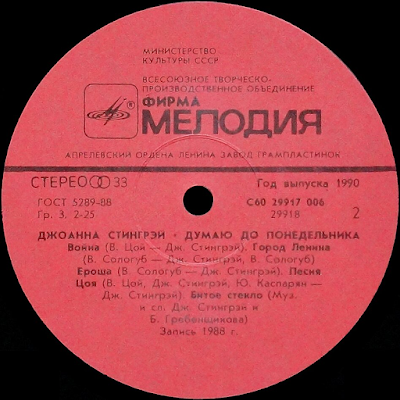 МИНИСТЕРСТВО
КУЛЬТУРЫ СССР
ВСЕСОЮЗНОЕ ТВОРЧЕСКО-
ПРОИЗВОДСТВЕННОЕ ОБЪЕДИНЕНИЕ
ФИРМА
МЕЛОДИЯ
АПРЕЛЕВСКИЙ ОРДЕНА ЛЕНИНА ЗАВОД ГРАМПЛАСТИНОК
СТЕРЕО 33
Год выпуска 1990
ГОСТ 5289-88
С60 29917 006
Гр. 3. 2-25
29918
2
ДЖОАННА СТИНГРЭЙ · ДУМАЮ ДО ПОНЕДЕЛЬНИКА
Война (В. Цой — Дж. Стингрэй). Город Ленина
(В. Сологуб — Дж. Стингрэй, В. Сологуб)
Ероша (В. Сологуб — Дж. Стингрэй). Песня
Цоя (В. Цой, Дж. Стингрэй, Ю. Каспарян —
Дж. Стингрэй). Битое стекло (Муз.
и сл. Дж. Стингрэй и
Б. Гребенщикова)
Запись 1988 г.